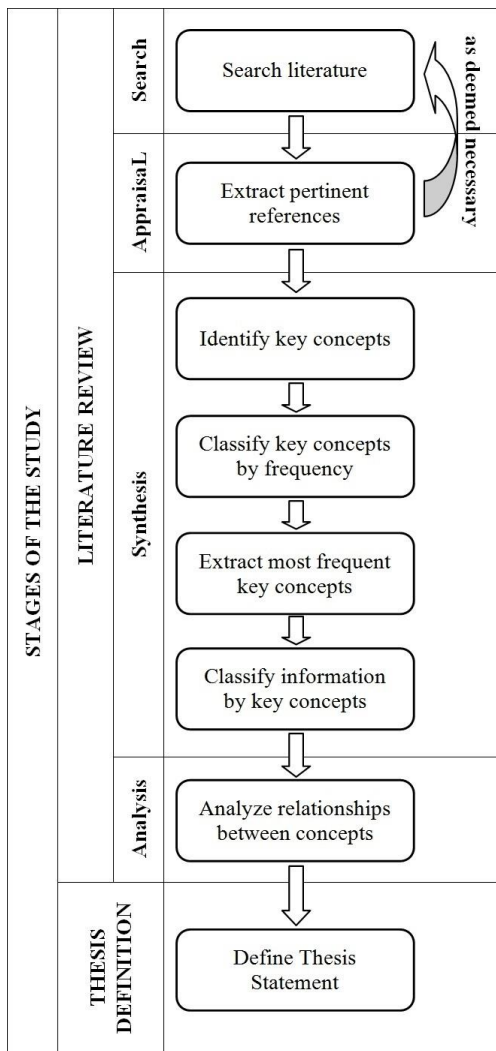 STAGES OF THE STUDY
LITERATURE REVIEW
Search
Search literature
as deemed necessary
AppraisaL
Extract pertinent
references
Synthesis
Identify key concepts
Classify key concepts
by frequency
Extract most frequent
key concepts
Classify information
by key concepts
Analysis
Analyze relationships
between concepts
THESIS
DEFINITION
Define Thesis
Statement